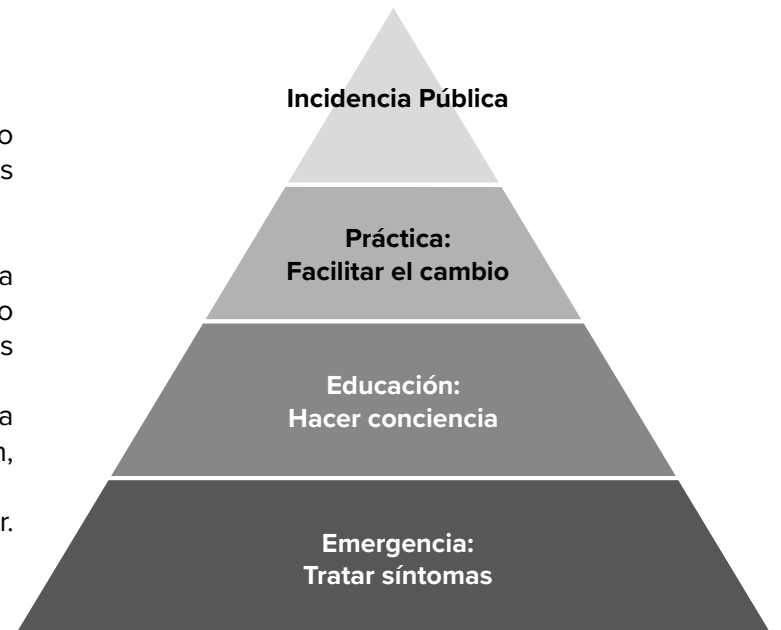 o
s
a
o
s
a
n,
r.
Incidencia Pública
Práctica:
Facilitar el cambio
Educación:
Hacer conciencia
Emergencia:
Tratar síntomas